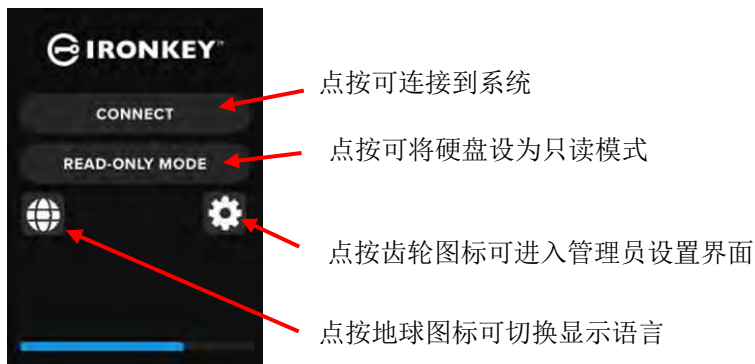 IRONKEY™
点按可连接到系统
CONNECT
点按可将硬盘设为只读模式
READ-ONLY MODE
点按齿轮图标可进入管理员设置界面
点按地球图标可切换显示语言